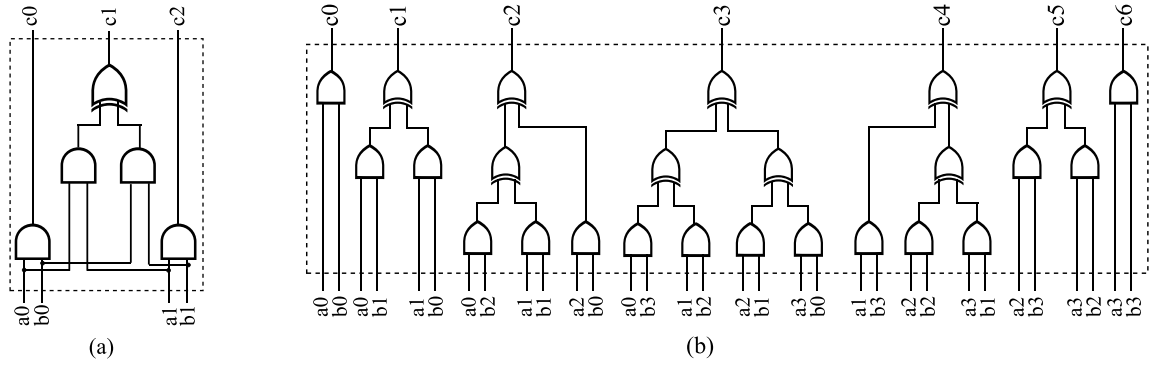 c0 c1 c2
a0 b0 a1 b1
(a)
c0 c1 c2 c3 c4 c5 c6
a0 b0 a0 b1 a1 b0 a0 b2 a1 b1 a2 b0 a0 b3 a1 b2 a2 b1 a3 b0 a1 b3 a2 b2 a3 b1 a2 b3 a3 b2 a3 b3
(b)